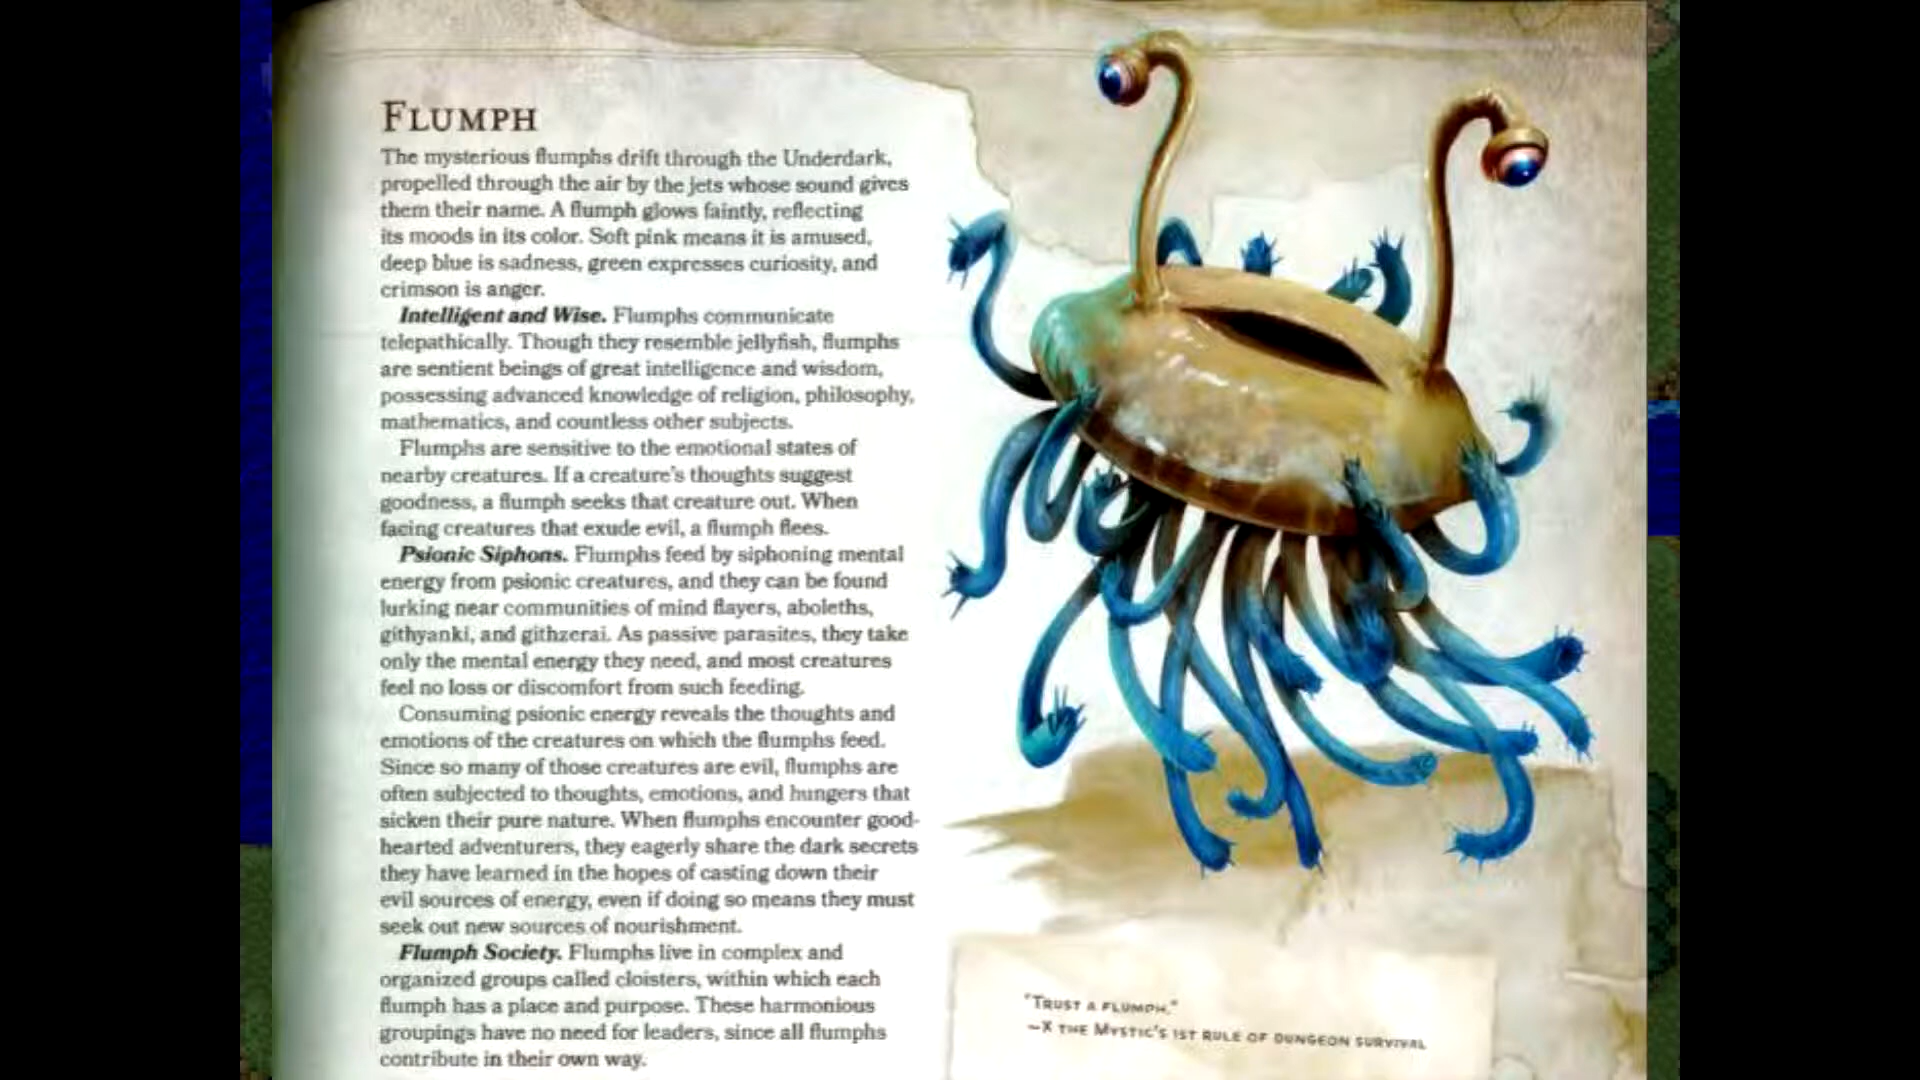 FLUMPH
The mysterious flumphs drift through the Underdark,
propelled through the air by the jets whose sound gives
them their name. A flumph glows faintly, reflecting
its moods in its color. Soft pink means it is amused,
deep blue is sadness, green expresses curiosity, and
crimson is anger.
Intelligent and Wise. Flumphs communicate
telepathically. Though they resemble jellyfish, flumphs
are sentient beings of great intelligence and wisdom,
possessing advanced knowledge of religion, philosophy,
mathematics, and countless other subjects.
Flumphs are sensitive to the emotional states of
nearby creatures. If a creature's thoughts suggest
goodness, a flumph seeks that creature out. When
facing creatures that exude evil, a flumph flees.
Psionic Siphons. Flumphs feed by siphoning mental
energy from psionic creatures, and they can be found
lurking near communities of mind flayers, aboleths,
githyanki, and githzerai. As passive parasites, they take
only the mental energy they need, and most creatures
feel no loss or discomfort from such feeding.
Consuming psionic energy reveals the thoughts and
emotions of the creatures on which the flumphs feed.
Since so many of those creatures are evil, flumphs are
often subjected to thoughts, emotions, and hungers that
sicken their pure nature. When flumphs encounter good-
hearted adventurers, they eagerly share the dark secrets
they have learned in the hopes of casting down their
evil sources of energy, even if doing so means they must
seek out new sources of nourishment.
Flumph Society. Flumphs live in complex and
organized groups called cloisters, within which each
flumph has a place and purpose. These harmonious
groupings have no need for leaders, since all flumphs
contribute in their own way.
"TRUST A FLUMPH."
—X THE MYSTIC'S 1ST RULE OF DUNGEON SURVIVAL